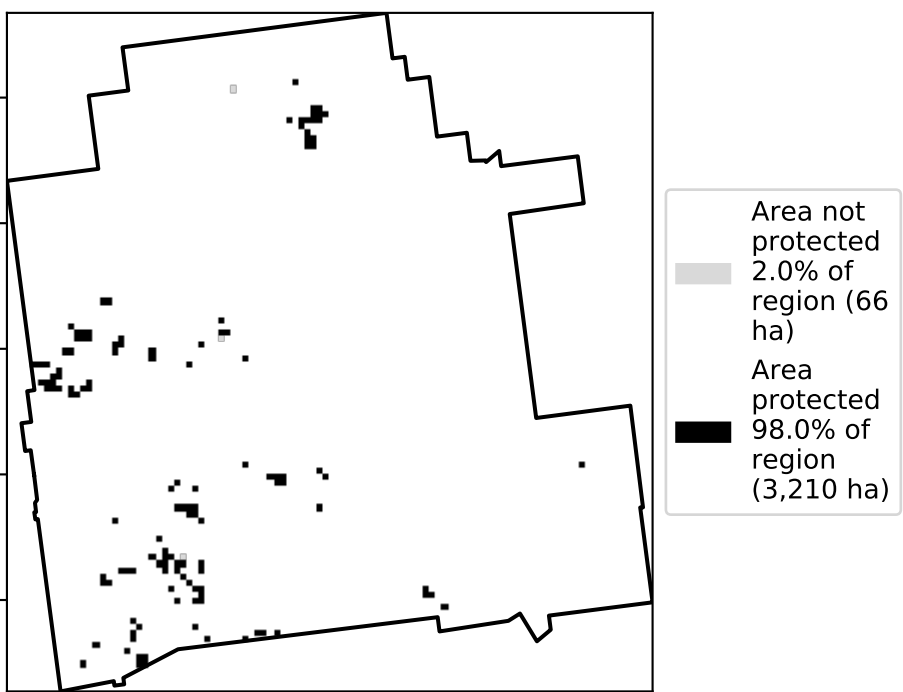 Area not
protected
2.0% of
region (66
ha)
Area
protected
98.0% of
region
(3,210 ha)